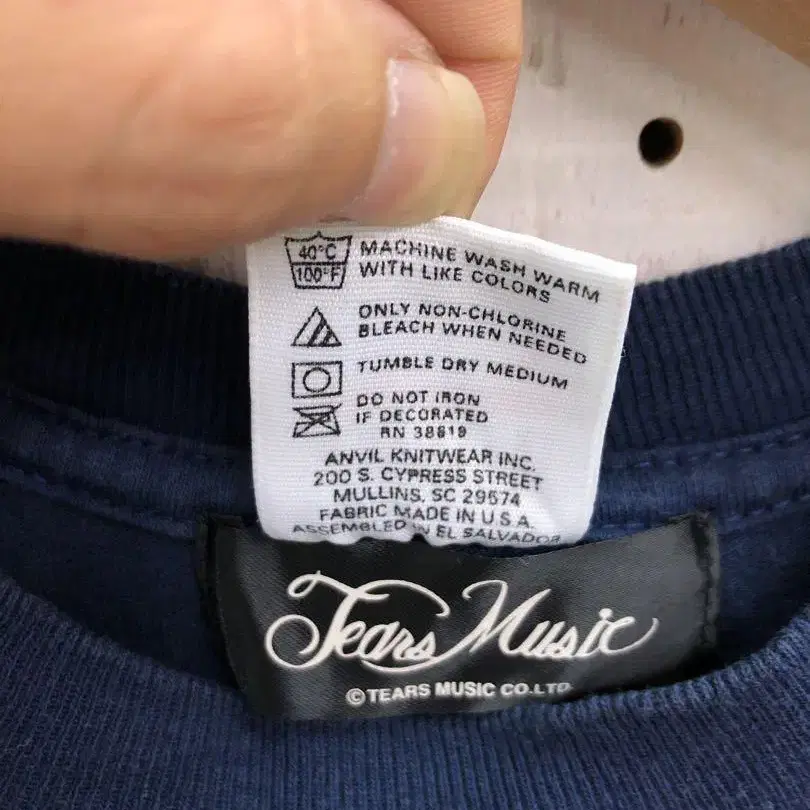 40°C
100°F
MACHINE WASH WARM
WITH LIKE COLORS
ONLY NON-CHLORINE
BLEACH WHEN NEEDED
TUMBLE DRY MEDIUM
DO NOT IRON
IF DECORATED
RN 38619
ANVIL KNITWEAR INC.
200 S. CYPRESS STREET
MULLINS, SC 29574
FABRIC MADE IN U.S.A.
ASSEMBLED IN EL SALVADOR
Tears Music
©TEARS MUSIC CO.LTD.